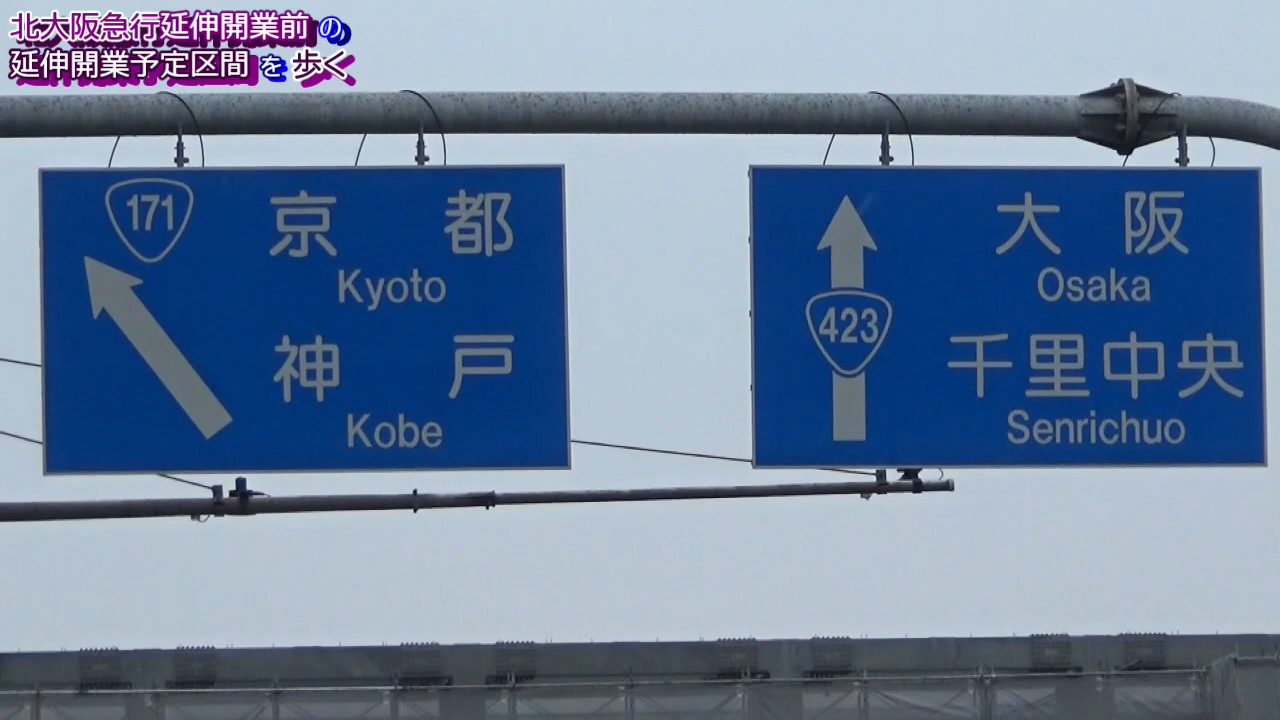 北大阪急行延伸開業前の
延伸開業予定区間を歩く
171
京都
Kyoto
神戸
Kobe
大阪
Osaka
423
千里中央
Senrichuo